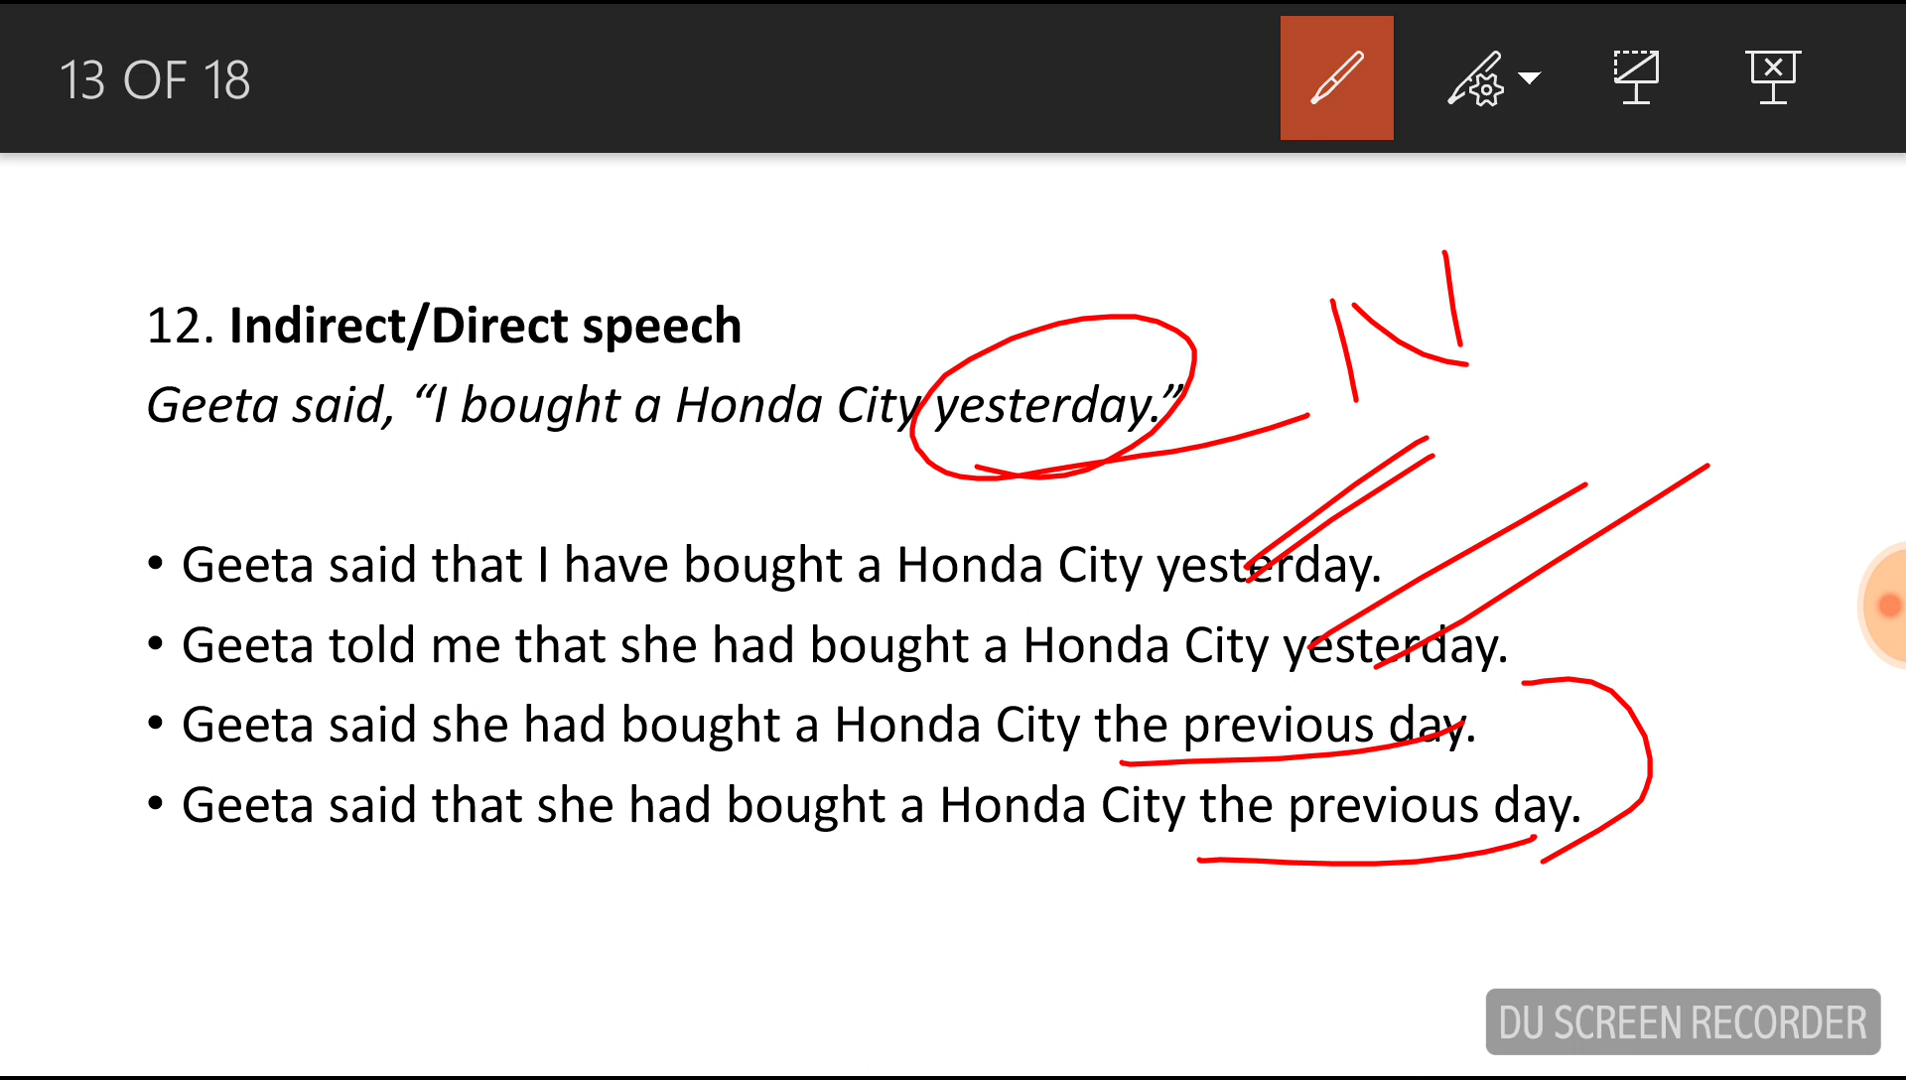 13 OF 18
12. Indirect/Direct speech
Geeta said, “I bought a Honda City yesterday.”
N
• Geeta said that I have bought a Honda City yesterday.
• Geeta told me that she had bought a Honda City yesterday.
• Geeta said she had bought a Honda City the previous day.
• Geeta said that she had bought a Honda City the previous day.
DU SCREEN RECORDER